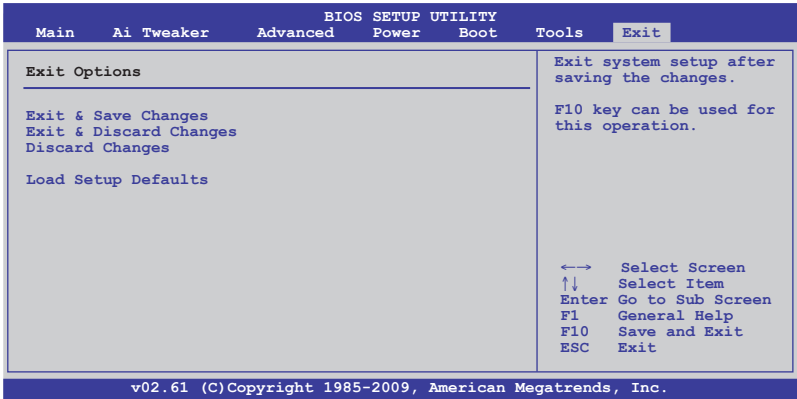 BIOS SETUP UTILITY
Main Ai Tweaker Advanced Power Boot Tools Exit
Exit Options
Exit & Save Changes
Exit & Discard Changes
Discard Changes
Load Setup Defaults
Exit system setup after
saving the changes.
F10 key can be used for
this operation.
←→ Select Screen
↑↓ Select Item
Enter Go to Sub Screen
F1 General Help
F10 Save and Exit
ESC Exit
v02.61 (C)Copyright 1985-2009, American Megatrends, Inc.